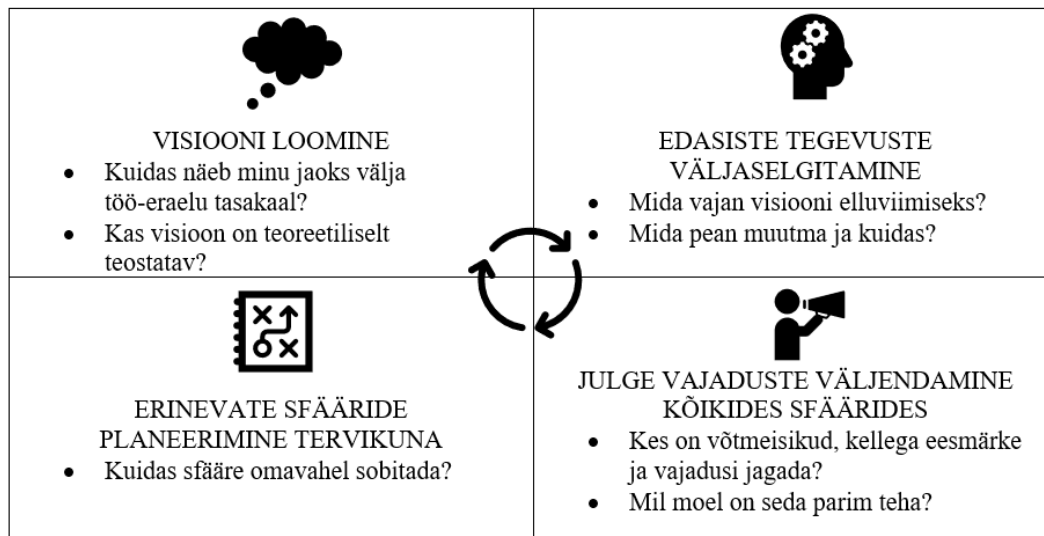 VISIOONI LOOMINE
• Kuidas näeb minu jaoks välja
töö-eraelu tasakaal?
• Kas visioon on teoreetiliselt
teostatav?
EDASISTE TEGEVUSTE
VÄLJASELGITAMINE
• Mida vajan visiooni elluviimiseks?
• Mida pean muutma ja kuidas?
ERINEVATE SFÄÄRIDE
PLANEERIMINE TERVIKUNA
• Kuidas sfääre omavahel sobitada?
JULGE VAJADUSTE VÄLJENDAMINE
KÕIKIDES SFÄÄRIDES
• Kes on võtmeisikud, kellega eesmärke
ja vajadusi jagada?
• Mil moel on seda parim teha?